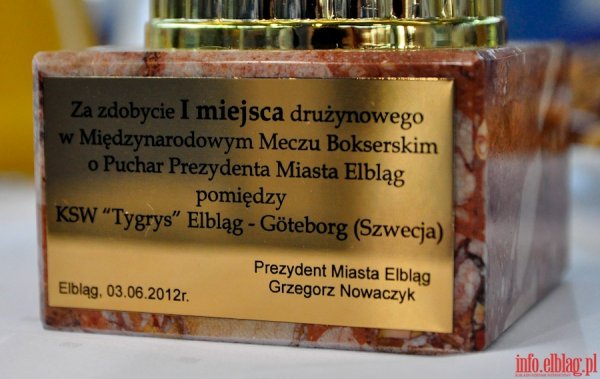 Za zdobycie I miejsca drużynowego
w Międzynarodowym Meczu Bokserskim
o Puchar Prezydenta Miasta Elbląg
pomiędzy
KSW "Tygrys" Elbląg - Göteborg (Szwecja)
Prezydent Miasta Elbląg
Grzegorz Nowaczyk
Elbląg, 03.06.2012r.
info.elblag.pl